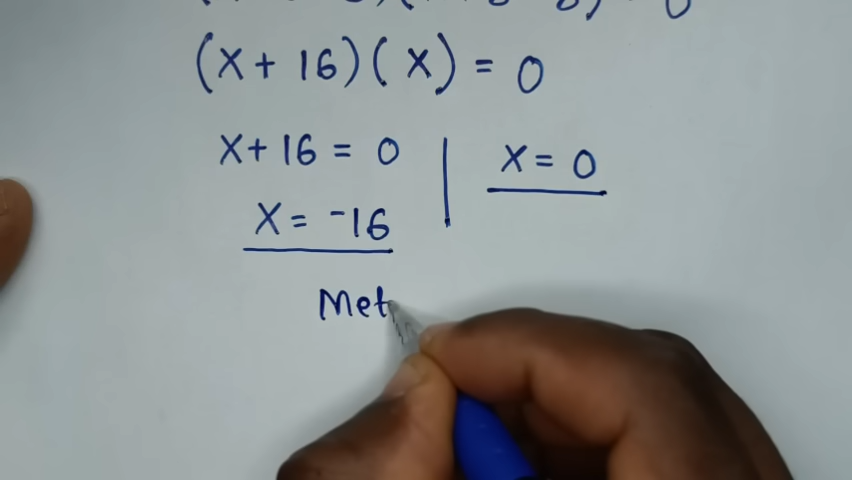 (x + 16)(x) = 0
x + 16 = 0 | x = 0
x = -16
Met